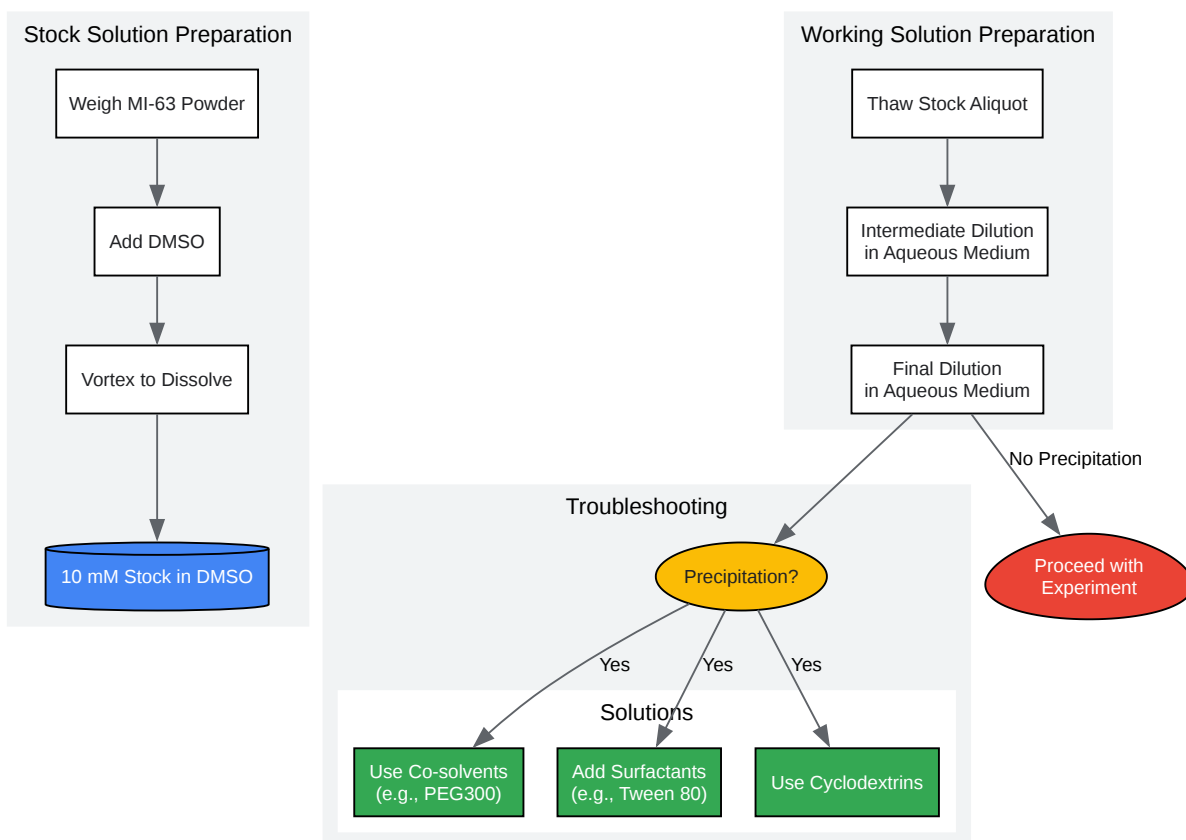 Stock Solution Preparation
Weigh MI-63 Powder
Add DMSO
Vortex to Dissolve
10 mM Stock in DMSO
Working Solution Preparation
Thaw Stock Aliquot
Intermediate Dilution
in Aqueous Medium
Final Dilution
in Aqueous Medium
No Precipitation
Proceed with
Experiment
Troubleshooting
Precipitation?
Yes
Yes
Yes
Solutions
Use Co-solvents
(e.g., PEG300)
Add Surfactants
(e.g., Tween 80)
Use Cyclodextrins